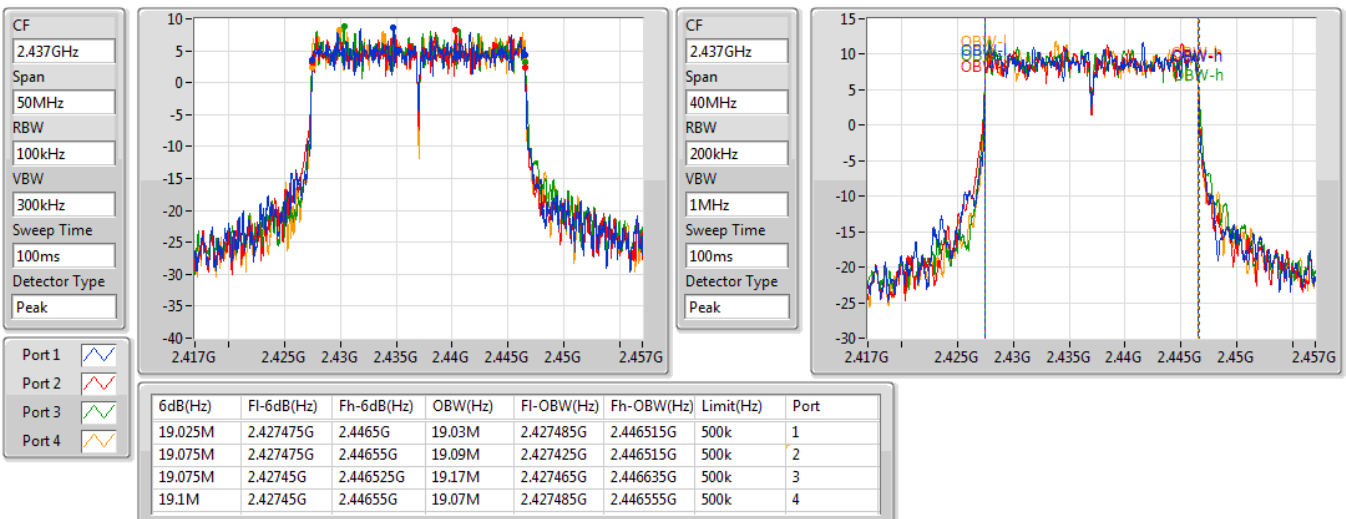 CF
2.437GHz
Span
50MHz
RBW
100kHz
VBW
300kHz
Sweep Time
100ms
Detector Type
Peak
10
5
0
-5
-10
-15
-20
-25
-30
-35
-40
2.417G 2.425G 2.43G 2.435G 2.44G 2.445G 2.45G 2.457G
CF
2.437GHz
Span
40MHz
RBW
200kHz
VBW
1MHz
Sweep Time
100ms
Detector Type
Peak
15
10
5
0
-5
-10
-15
-20
-25
-30
OBW-h
OBW-h
2.417G 2.425G 2.43G 2.435G 2.44G 2.445G 2.45G 2.457G
Port 1
Port 2
Port 3
Port 4
6dB(Hz) Fl-6dB(Hz) Fh-6dB(Hz) OBW(Hz) Fl-OBW(Hz) Fh-OBW(Hz) Limit(Hz) Port
19.025M 2.427475G 2.4465G 19.03M 2.427485G 2.446515G 500k 1
19.075M 2.427475G 2.44655G 19.09M 2.427425G 2.446515G 500k 2
19.075M 2.42745G 2.446525G 19.17M 2.427465G 2.446635G 500k 3
19.1M 2.42745G 2.44655G 19.07M 2.427485G 2.446555G 500k 4